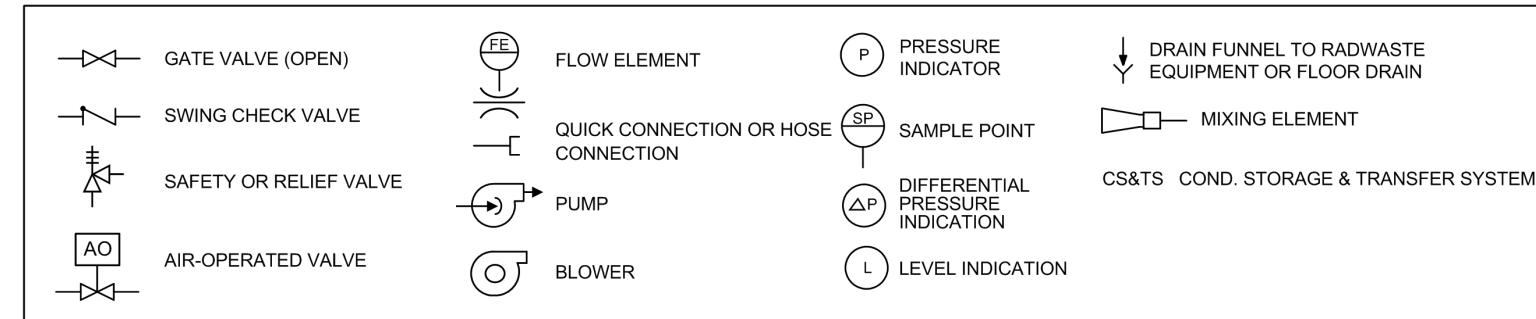 GATE VALVE (OPEN)
SWING CHECK VALVE
SAFETY OR RELIEF VALVE
AO
AIR-OPERATED VALVE
FE
FLOW ELEMENT
QUICK CONNECTION OR HOSE
CONNECTION
PUMP
BLOWER
P
PRESSURE
INDICATOR
SP
SAMPLE POINT
△P
DIFFERENTIAL
PRESSURE
INDICATION
L
LEVEL INDICATION
DRAIN FUNNEL TO RADWASTE
EQUIPMENT OR FLOOR DRAIN
MIXING ELEMENT
CS&TS COND. STORAGE & TRANSFER SYSTEM